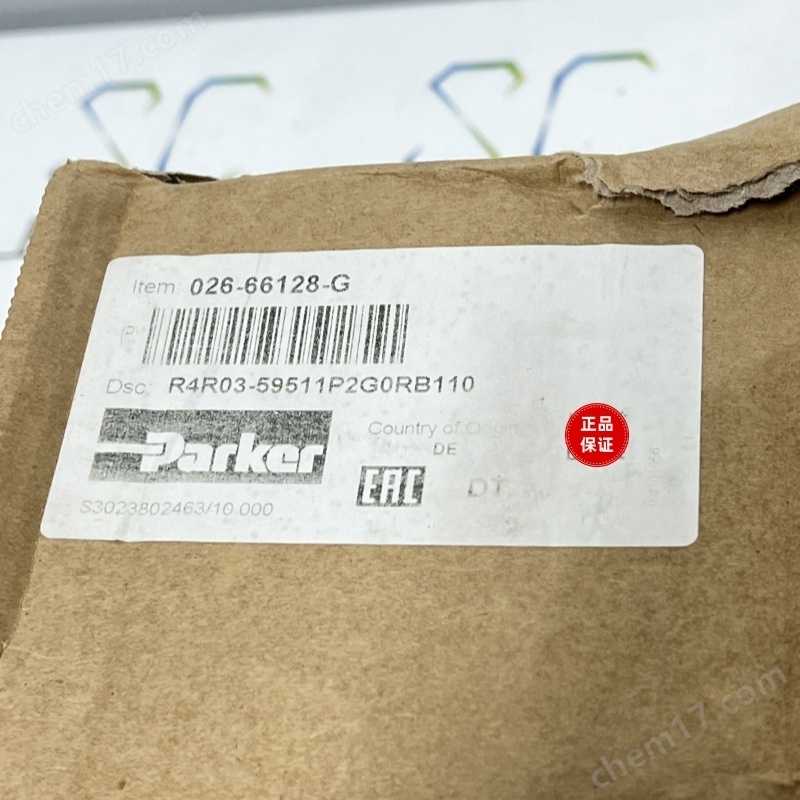 chem17.com
Item: 026-66128-G
Dsc: R4R03-59511P2G0RB110
Parker
Country of Origin
DE
EAC
DT
S3023802463/10.000
正品
保证
chem17.com